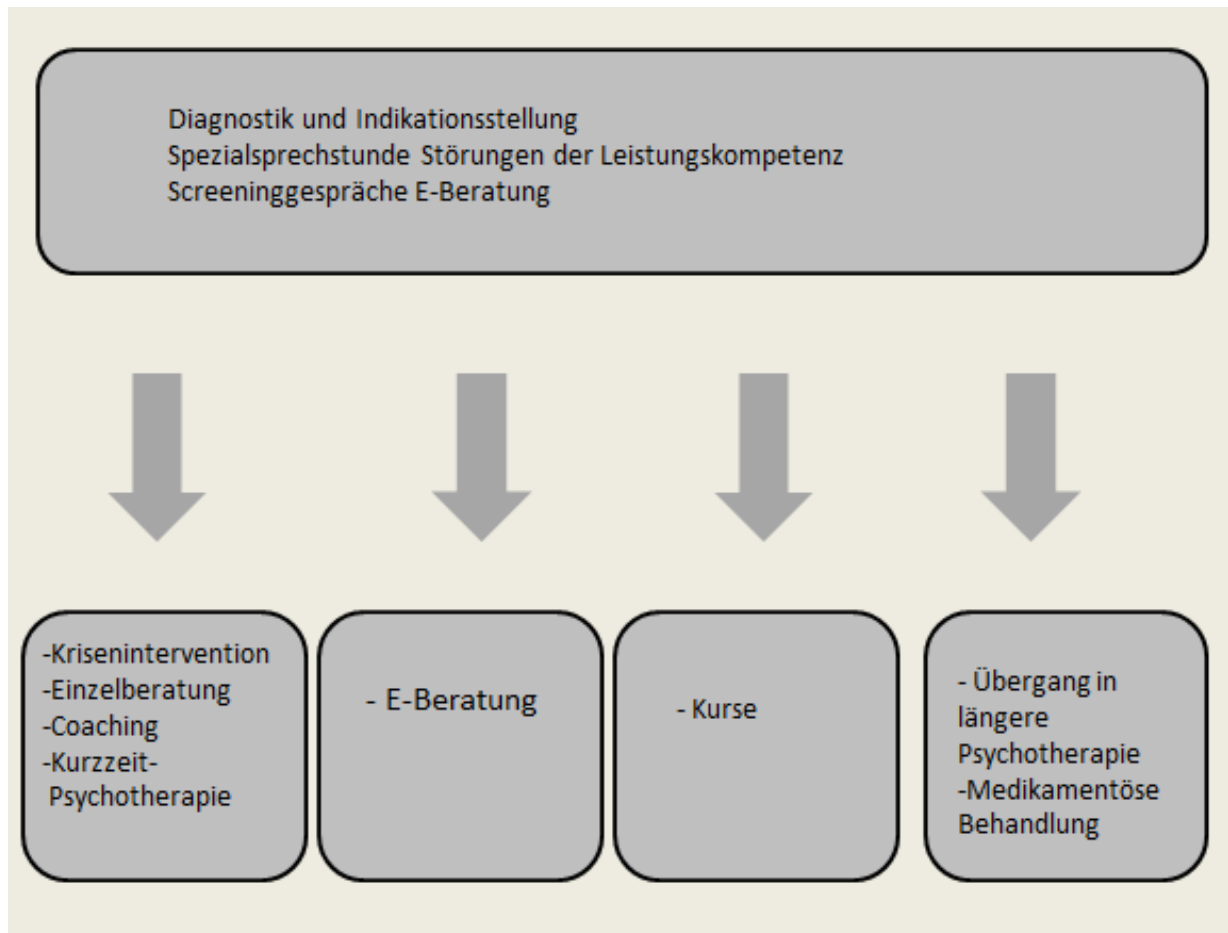 Diagnostik und Indikationsstellung
Spezialsprechstunde Störungen der Leistungskompetenz
Screeninggespräche E-Beratung
-Krisenintervention
-Einzelberatung
-Coaching
-Kurzzeit-
Psychotherapie
- E-Beratung
- Kurse
- Übergang in
längere
Psychotherapie
-Medikamentöse
Behandlung